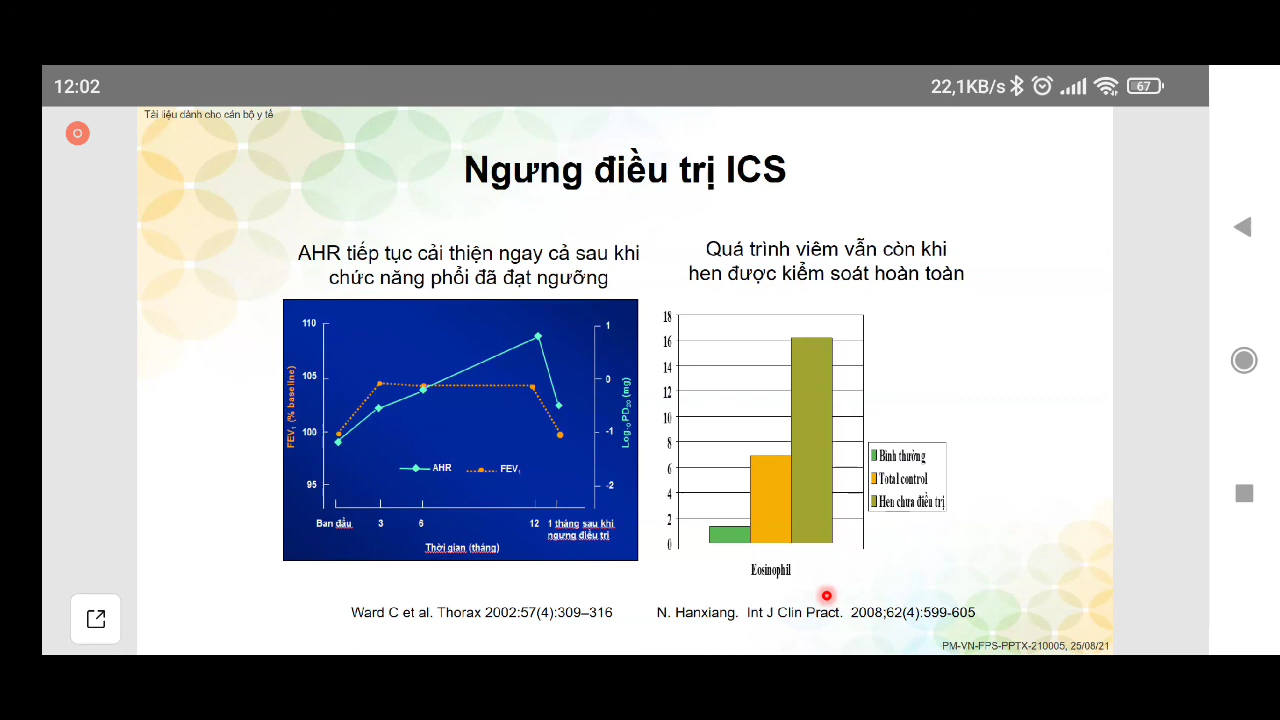 12:02
22,1KB/s
67
Tài liệu dành cho cán bộ y tế
Ngưng điều trị ICS
AHR tiếp tục cải thiện ngay cả sau khi
chức năng phổi đã đạt ngưỡng
Quá trình viêm vẫn còn khi
hen được kiểm soát hoàn toàn
110
105
100
95
FEV₁ (% baseline)
1
0
-1
-2
Log₁₀PD₂₀ (mg)
AHR
FEV₁
Ban đầu
3
6
12
1 tháng sau khi
ngưng điều trị
Thời gian (tháng)
18
16
14
12
10
8
6
4
2
0
Eosinophil
Bình thường
Total control
Hen chưa điều trị
Ward C et al. Thorax 2002:57(4):309–316
N. Hanxiang. Int J Clin Pract. 2008;62(4):599-605
PM-VN-FPS-PPTX-210005, 25/08/21